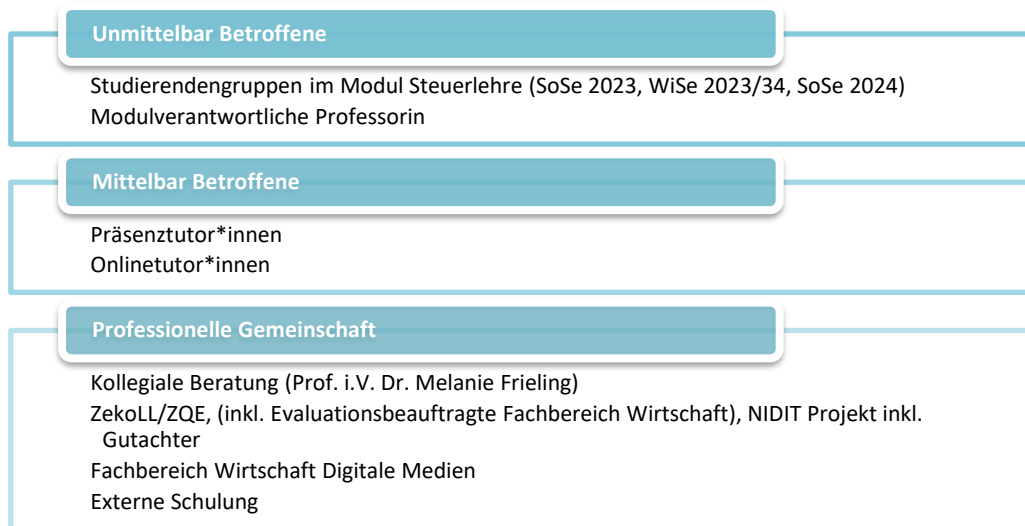 Unmittelbar Betroffene
Studierendengruppen im Modul Steuerlehre (SoSe 2023, WiSe 2023/34, SoSe 2024)
Modulverantwortliche Professorin
Mittelbar Betroffene
Präsenztutor*innen
Onlinetutor*innen
Professionelle Gemeinschaft
Kollegiale Beratung (Prof. i.V. Dr. Melanie Frieling)
ZekoLL/ZQE, (inkl. Evaluationsbeauftragte Fachbereich Wirtschaft), NIDIT Projekt inkl.
Gutachter
Fachbereich Wirtschaft Digitale Medien
Externe Schulung